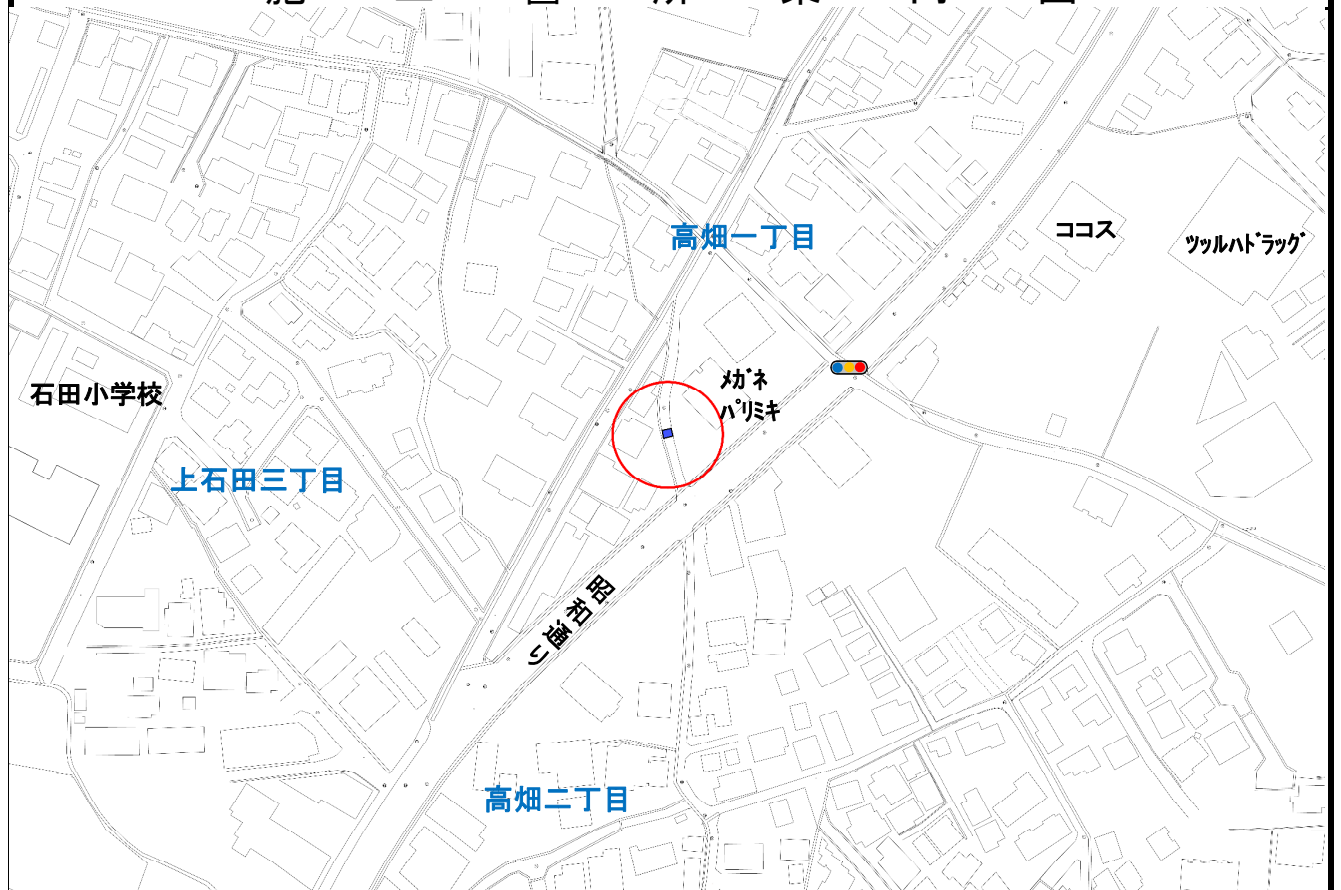 高畑一丁目
ココス
ツッルハドラッグ
メガネ
パリミキ
石田小学校
上石田三丁目
昭和通り
高畑二丁目